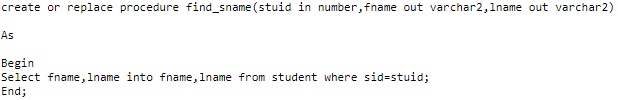 create or replace procedure find_sname(stuid in number,fname out varchar2,lname out varchar2)
As
Begin
Select fname,lname into fname,lname from student where sid=stuid;
End;